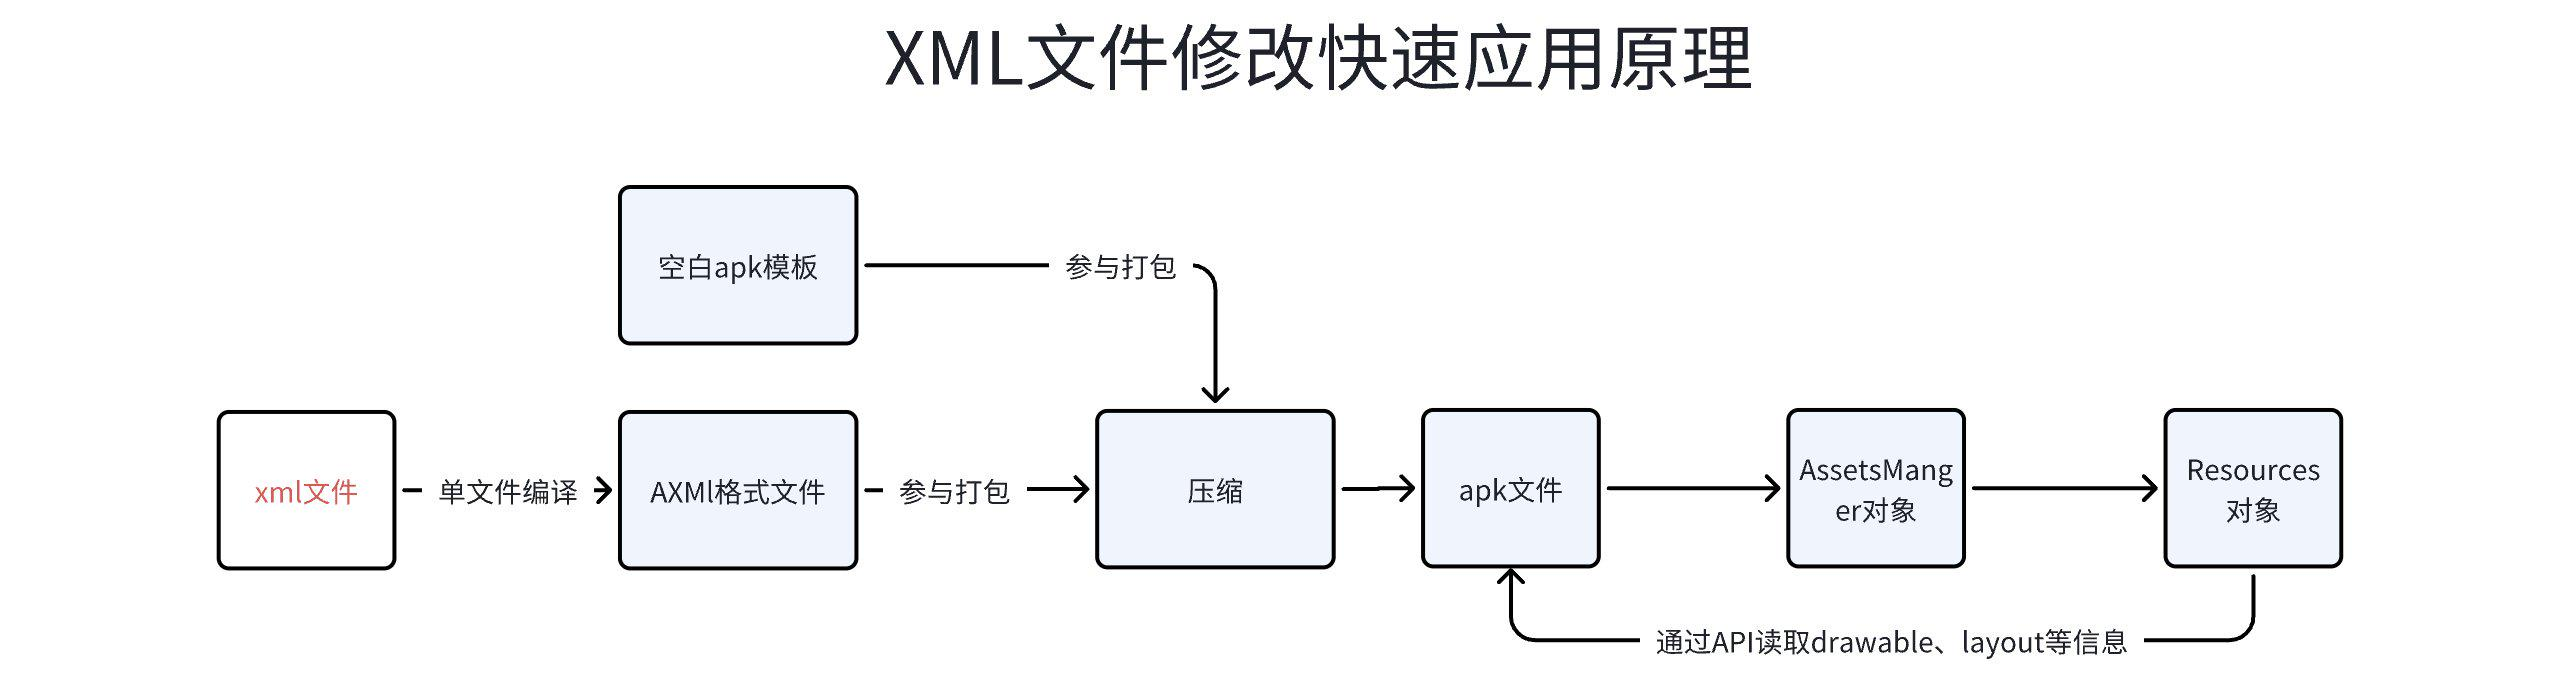 XML文件修改快速应用原理
空白apk模板
参与打包
xml文件
单文件编译
AXMl格式文件
参与打包
压缩
apk文件
AssetsMang
er对象
Resources
对象
通过API读取drawable、layout等信息